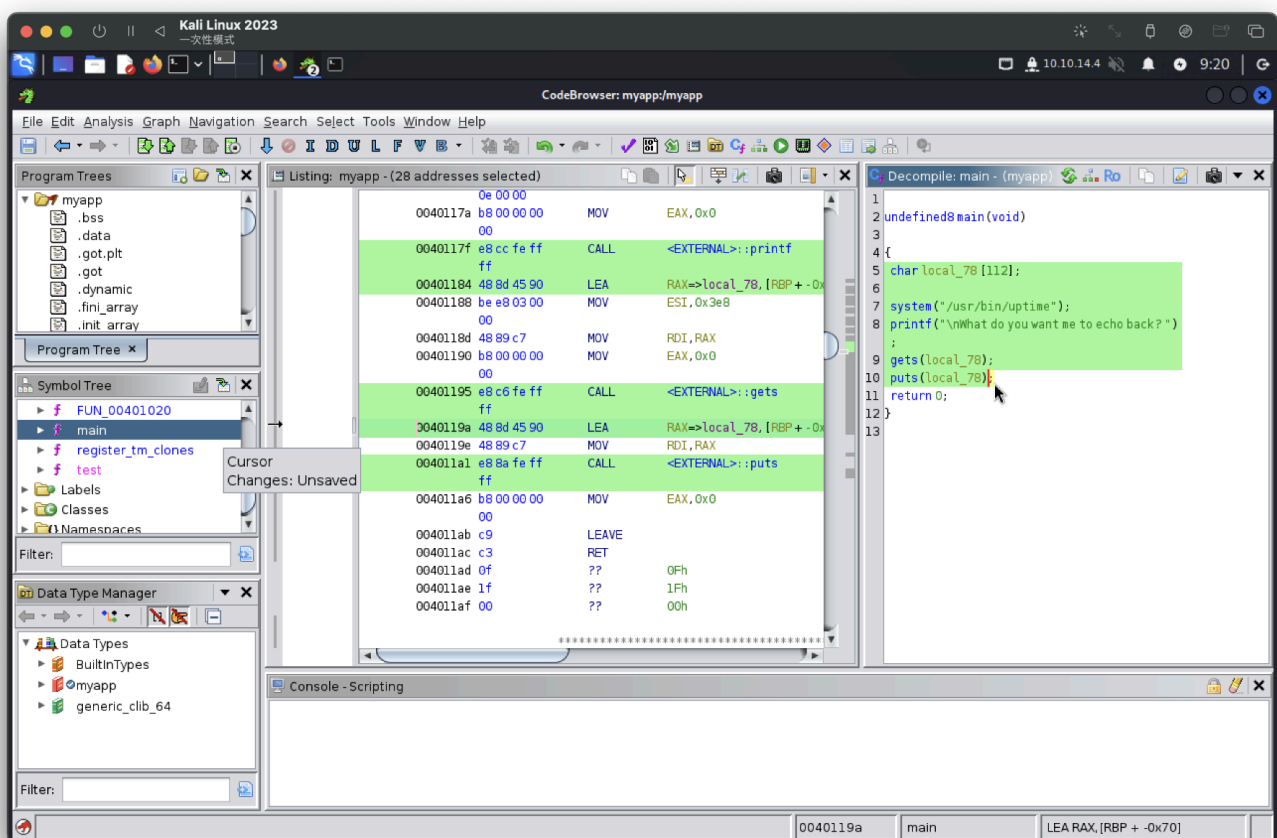 Kali Linux 2023
一次性模式
10.10.14.4
9:20
CodeBrowser: myapp:/myapp
File Edit Analysis Graph Navigation Search Select Tools Window Help
I D U L F V B
Program Trees
myapp
.bss
.data
.got.plt
.got
.dynamic
.fini_array
.init_array
Program Tree
Symbol Tree
FUN_00401020
main
register_tm_clones
test
Labels
Classes
Namespaces
Filter:
Cursor
Changes: Unsaved
Data Type Manager
Data Types
BuiltInTypes
myapp
generic_clib_64
Filter:
Listing: myapp - (28 addresses selected)
0e 00 00
0040117a b8 00 00 00 MOV EAX,0x0
00
0040117f e8 cc fe ff CALL <EXTERNAL>::printf
ff
00401184 48 8d 45 90 LEA RAX=>local_78,[RBP + -0x
00401188 be e8 03 00 MOV ESI,0x3e8
00
0040118d 48 89 c7 MOV RDI,RAX
00401190 b8 00 00 00 MOV EAX,0x0
00
00401195 e8 c6 fe ff CALL <EXTERNAL>::gets
ff
0040119a 48 8d 45 90 LEA RAX=>local_78,[RBP + -0x
0040119e 48 89 c7 MOV RDI,RAX
004011a1 e8 8a fe ff CALL <EXTERNAL>::puts
ff
004011a6 b8 00 00 00 MOV EAX,0x0
00
004011ab c9 LEAVE
004011ac c3 RET
004011ad 0f ?? 0Fh
004011ae 1f ?? 1Fh
004011af 00 ?? 00h
******************************************
Decompile: main - (myapp)
Ro
1
2 undefined8 main(void)
3
4 {
5 char local_78 [112];
6
7 system("/usr/bin/uptime");
8 printf("\nWhat do you want me to echo back? ")
;
9 gets(local_78);
10 puts(local_78);
11 return 0;
12 }
13
Console - Scripting
0040119a
main
LEA RAX,[RBP + -0x70]